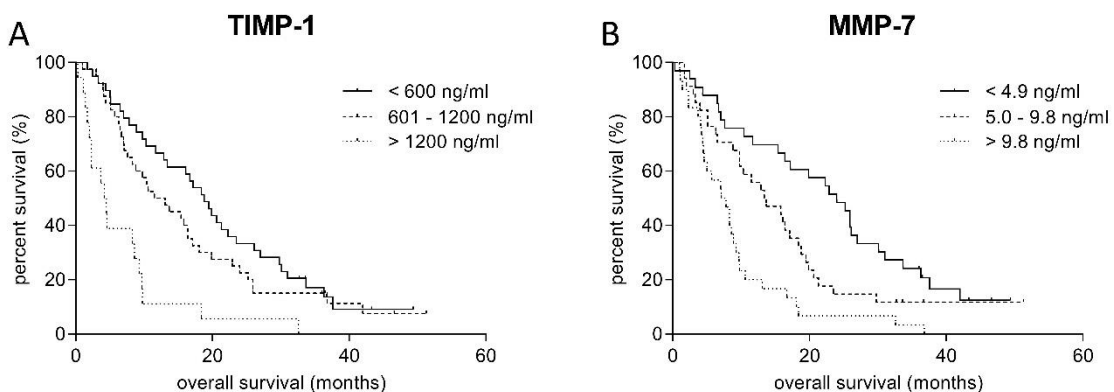 A
TIMP-1
percent survival (%)
100
80
60
40
20
0
< 600 ng/ml
601 - 1200 ng/ml
> 1200 ng/ml
0 20 40 60
overall survival (months)
B
MMP-7
percent survival (%)
100
80
60
40
20
0
< 4.9 ng/ml
5.0 - 9.8 ng/ml
> 9.8 ng/ml
0 20 40 60
overall survival (months)